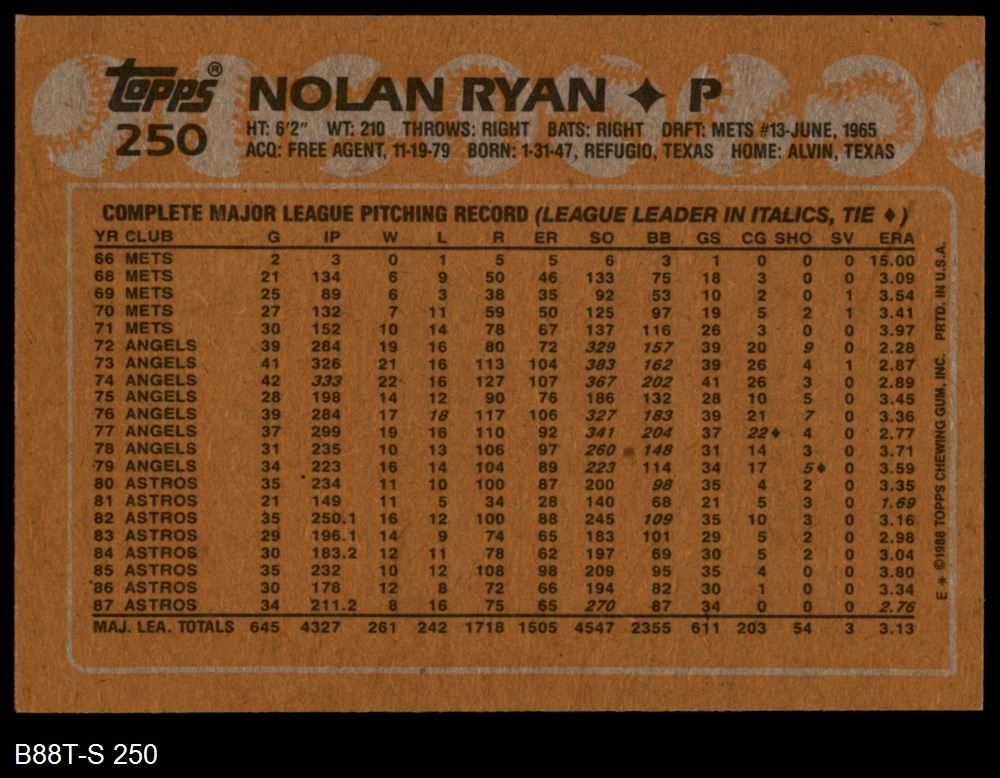 Topps® NOLAN RYAN ✦ P
250 HT: 6'2" WT: 210 THROWS: RIGHT BATS: RIGHT DRFT: METS #13-JUNE, 1965
ACQ: FREE AGENT, 11-19-79 BORN: 1-31-47, REFUGIO, TEXAS HOME: ALVIN, TEXAS
COMPLETE MAJOR LEAGUE PITCHING RECORD (LEAGUE LEADER IN ITALICS, TIE ♦)
YR CLUB G IP W L R ER SO BB GS CG SHO SV ERA
66 METS 2 3 0 1 5 5 6 3 1 0 0 0 15.00
68 METS 21 134 6 9 50 46 133 75 18 3 0 0 3.09
69 METS 25 89 6 3 38 35 92 53 10 2 0 1 3.54
70 METS 27 132 7 11 59 50 125 97 19 5 2 1 3.41
71 METS 30 152 10 14 78 67 137 116 26 3 0 0 3.97
72 ANGELS 39 284 19 16 80 72 329 157 39 20 9 0 2.28
73 ANGELS 41 326 21 16 113 104 383 162 39 26 4 1 2.87
74 ANGELS 42 333 22 16 127 107 367 202 41 26 3 0 2.89
75 ANGELS 28 198 14 12 90 76 186 132 28 10 5 0 3.45
76 ANGELS 39 284 17 18 117 106 327 183 39 21 7 0 3.36
77 ANGELS 37 299 19 16 110 92 341 204 37 22♦ 4 0 2.77
78 ANGELS 31 235 10 13 106 97 260 148 31 14 3 0 3.71
79 ANGELS 34 223 16 14 104 89 223 114 34 17 5♦ 0 3.59
80 ASTROS 35 234 11 10 100 87 200 98 35 4 2 0 3.35
81 ASTROS 21 149 11 5 34 28 140 68 21 5 3 0 1.69
82 ASTROS 35 250.1 16 12 100 88 245 109 35 10 3 0 3.16
83 ASTROS 29 196.1 14 9 74 65 183 101 29 5 2 0 2.98
84 ASTROS 30 183.2 12 11 78 62 197 69 30 5 2 0 3.04
85 ASTROS 35 232 10 12 108 98 209 95 35 4 0 0 3.80
86 ASTROS 30 178 12 8 72 66 194 82 30 1 0 0 3.34
87 ASTROS 34 211.2 8 16 75 65 270 87 34 0 0 0 2.76
MAJ. LEA. TOTALS 645 4327 261 242 1718 1505 4547 2355 611 203 54 3 3.13
E * ©1988 TOPPS CHEWING GUM, INC. PRTD. IN U.S.A.
B88T-S 250